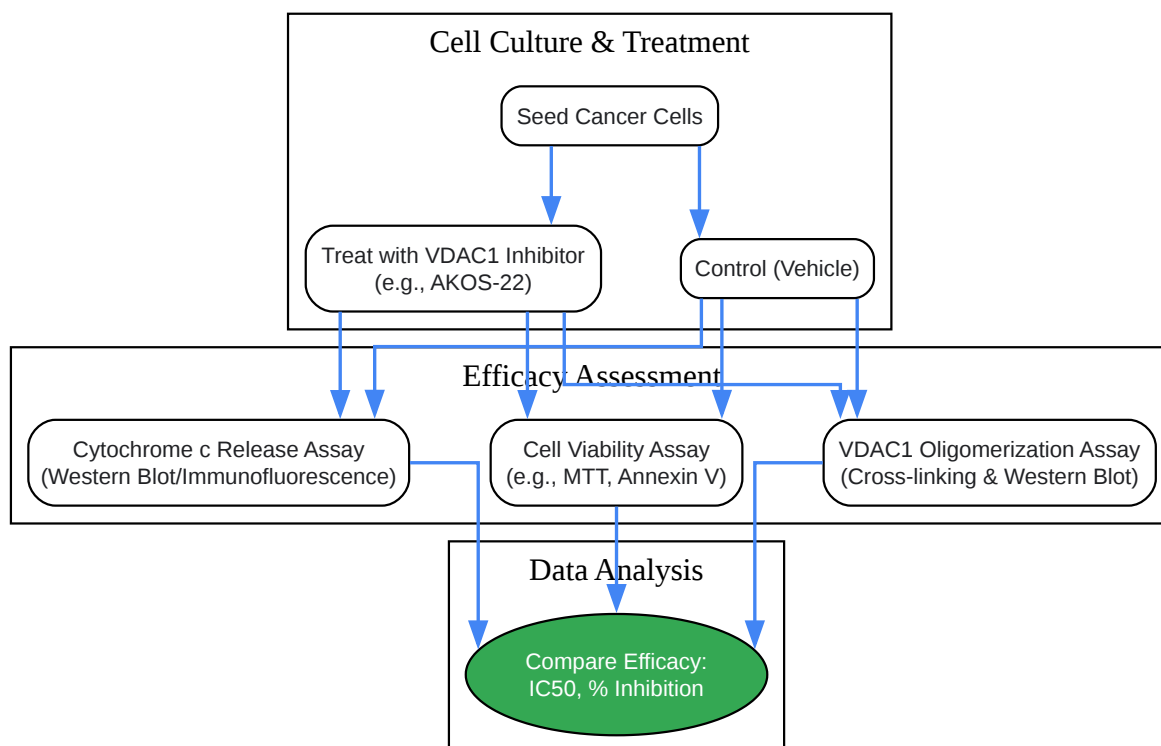 Cell Culture & Treatment
Seed Cancer Cells
Treat with VDAC1 Inhibitor
(e.g., AKOS-22)
Control (Vehicle)
Efficacy Assessment
Cytochrome c Release Assay
(Western Blot/Immunofluorescence)
Cell Viability Assay
(e.g., MTT, Annexin V)
VDAC1 Oligomerization Assay
(Cross-linking & Western Blot)
Data Analysis
Compare Efficacy:
IC50, % Inhibition